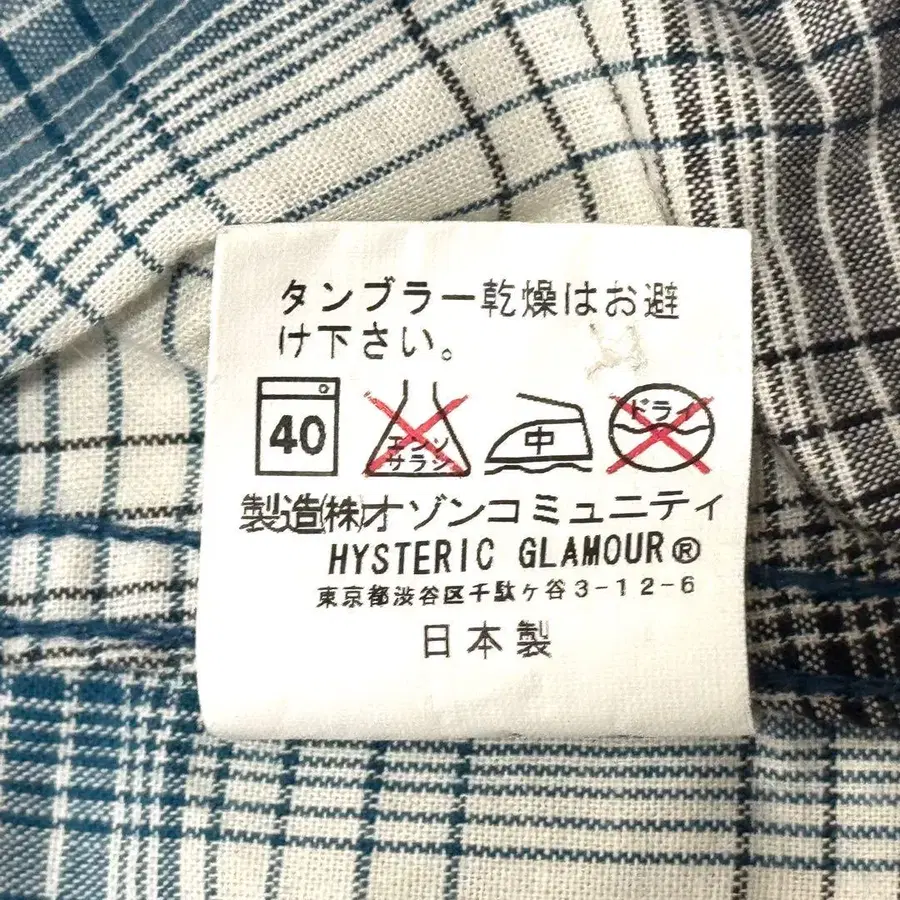 タンブラー乾燥はお避
け下さい。
40
エンソ
サラシ
中
ドライ
製造㈱オゾンコミュニティ
HYSTERIC GLAMOUR®
東京都渋谷区千駄ヶ谷3-12-6
日本製